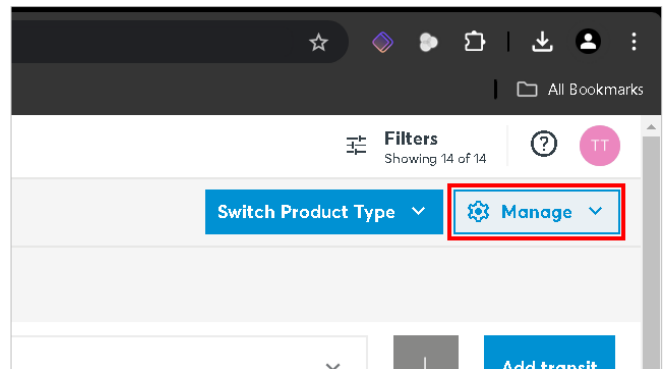 All Bookmarks
Filters
Showing 14 of 14
TT
Switch Product Type
Manage
Add transit